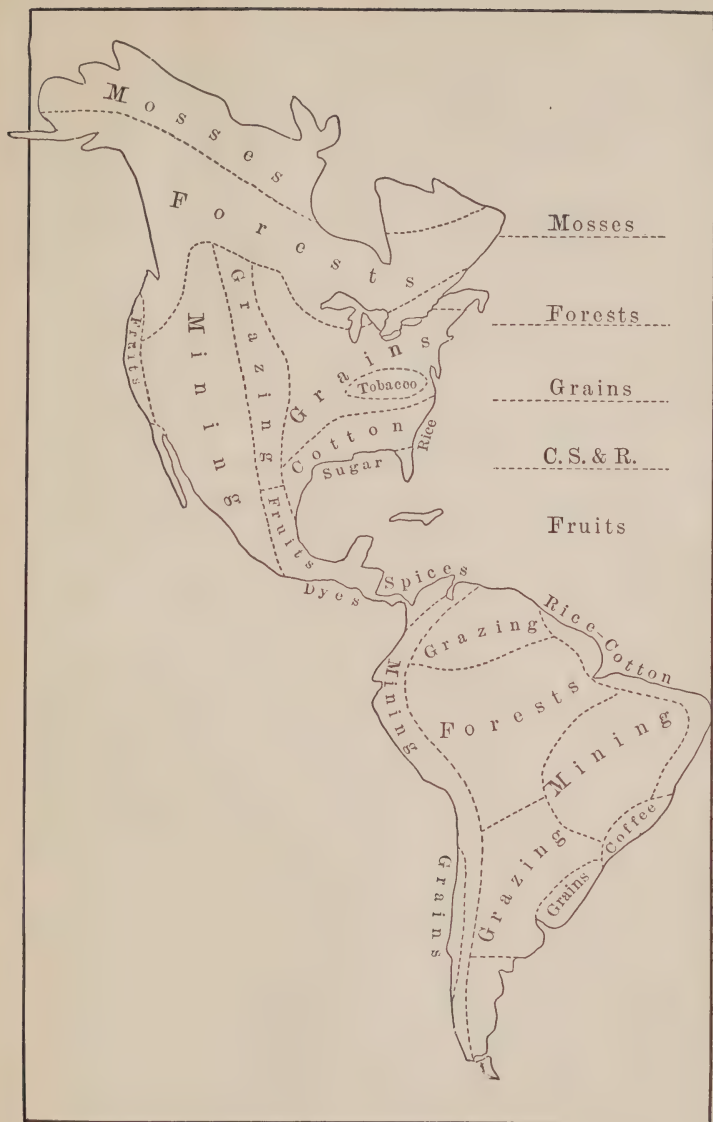 Mosses
Forests
Mosses
Forests
Fruits
Mining
Grazing
Grains
Tobacco
Grains
Cotton
Rice
Sugar
C. S. & R.
Fruits
Fruits
Dyes
Spices
Rice-Cotton
Grazing
Mining
Forests
Mining
Coffee
Grazing
Grains
Grains